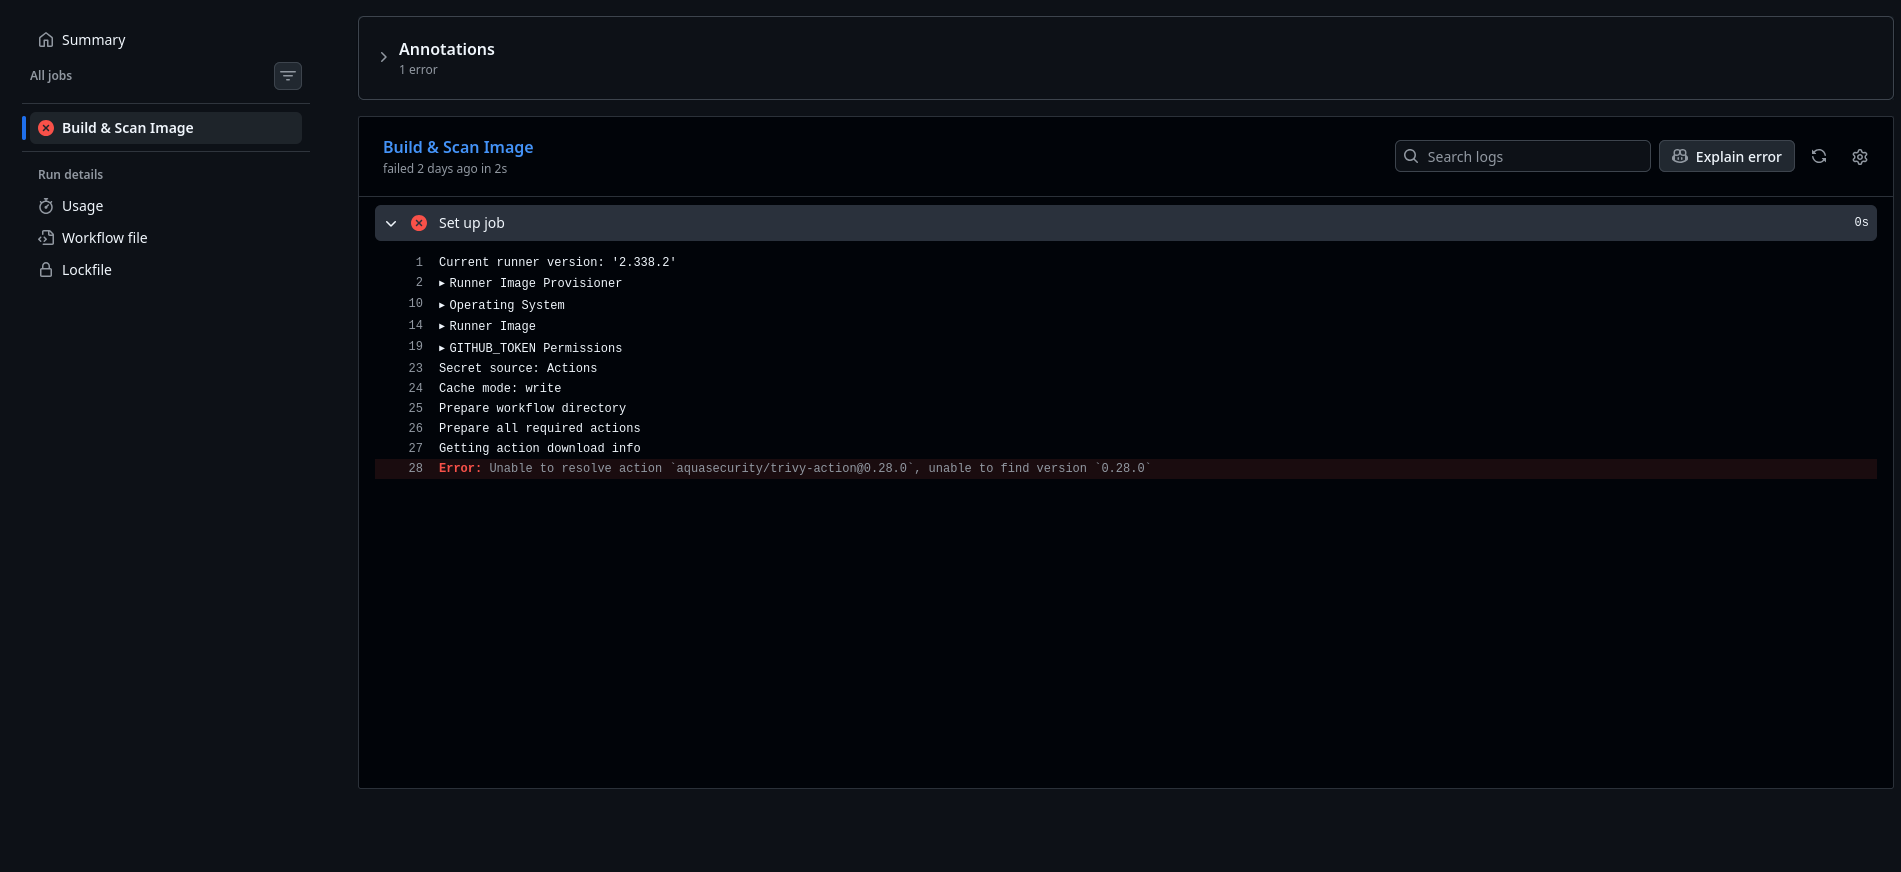 Summary
All jobs
Build & Scan Image
Run details
Usage
Workflow file
Lockfile
Annotations
1 error
Build & Scan Image
failed 2 days ago in 2s
Search logs
Explain error
Set up job
0s
1 Current runner version: '2.338.2'
2 ▸ Runner Image Provisioner
10 ▸ Operating System
14 ▸ Runner Image
19 ▸ GITHUB_TOKEN Permissions
23 Secret source: Actions
24 Cache mode: write
25 Prepare workflow directory
26 Prepare all required actions
27 Getting action download info
28 Error: Unable to resolve action `aquasecurity/trivy-action@0.28.0`, unable to find version `0.28.0`